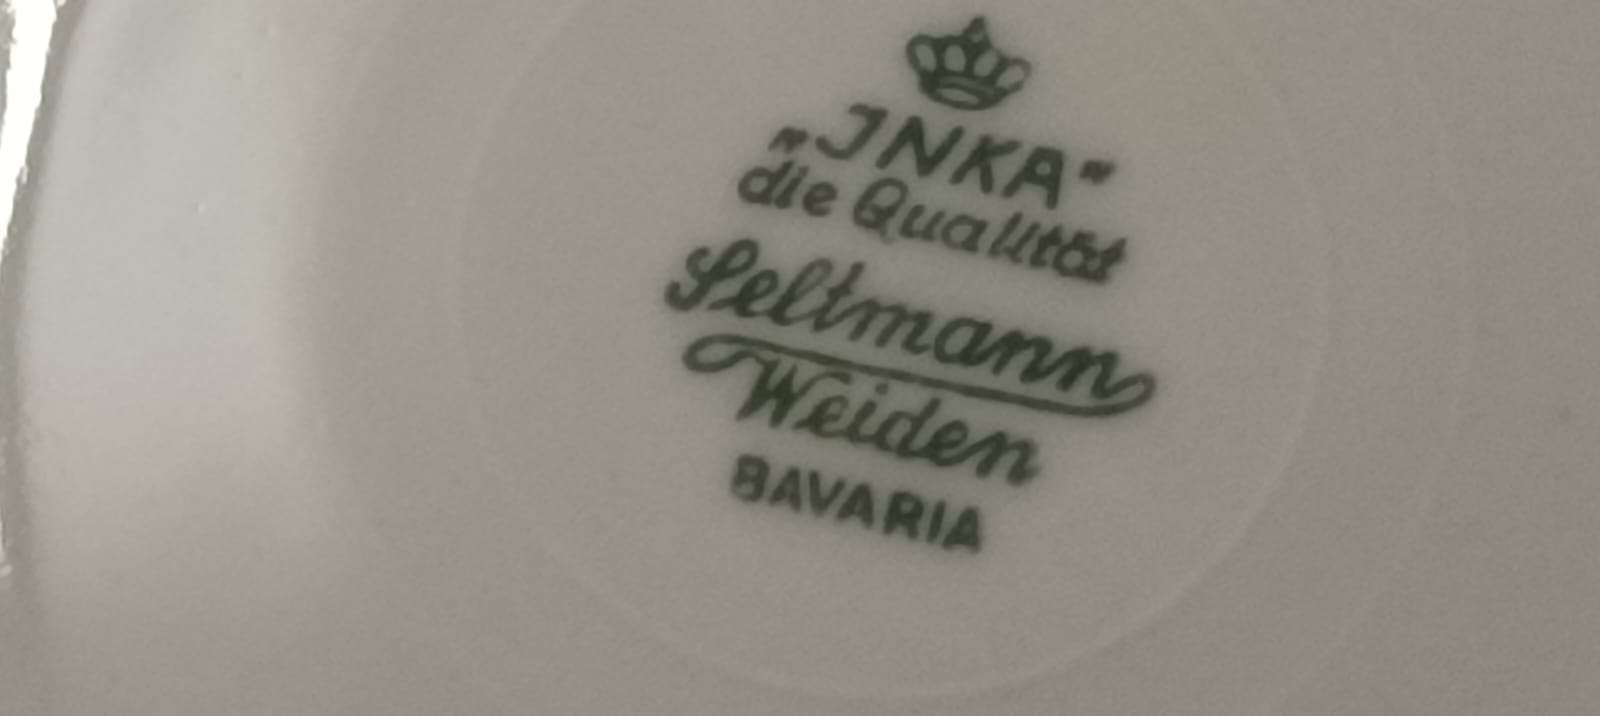 „JNKA"
die Qualität
Seltmann
Weiden
BAVARIA